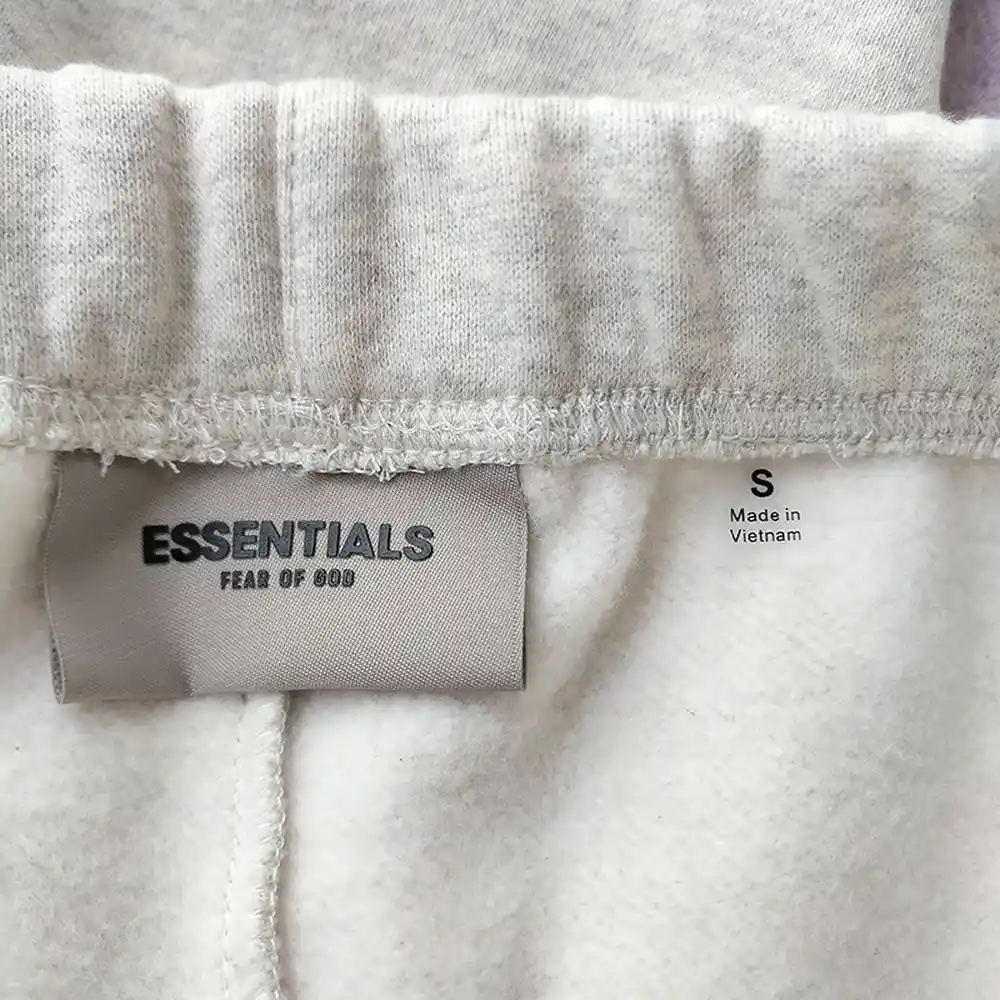 ESSENTIALS
FEAR OF GOD
S
Made in
Vietnam